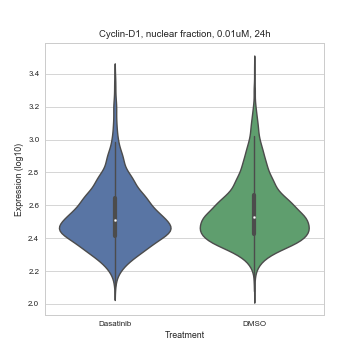 Cyclin-D1, nuclear fraction, 0.01uM, 24h
Expression (log10)
3.4
3.2
3.0
2.8
2.6
2.4
2.2
2.0
Dasatinib DMSO
Treatment